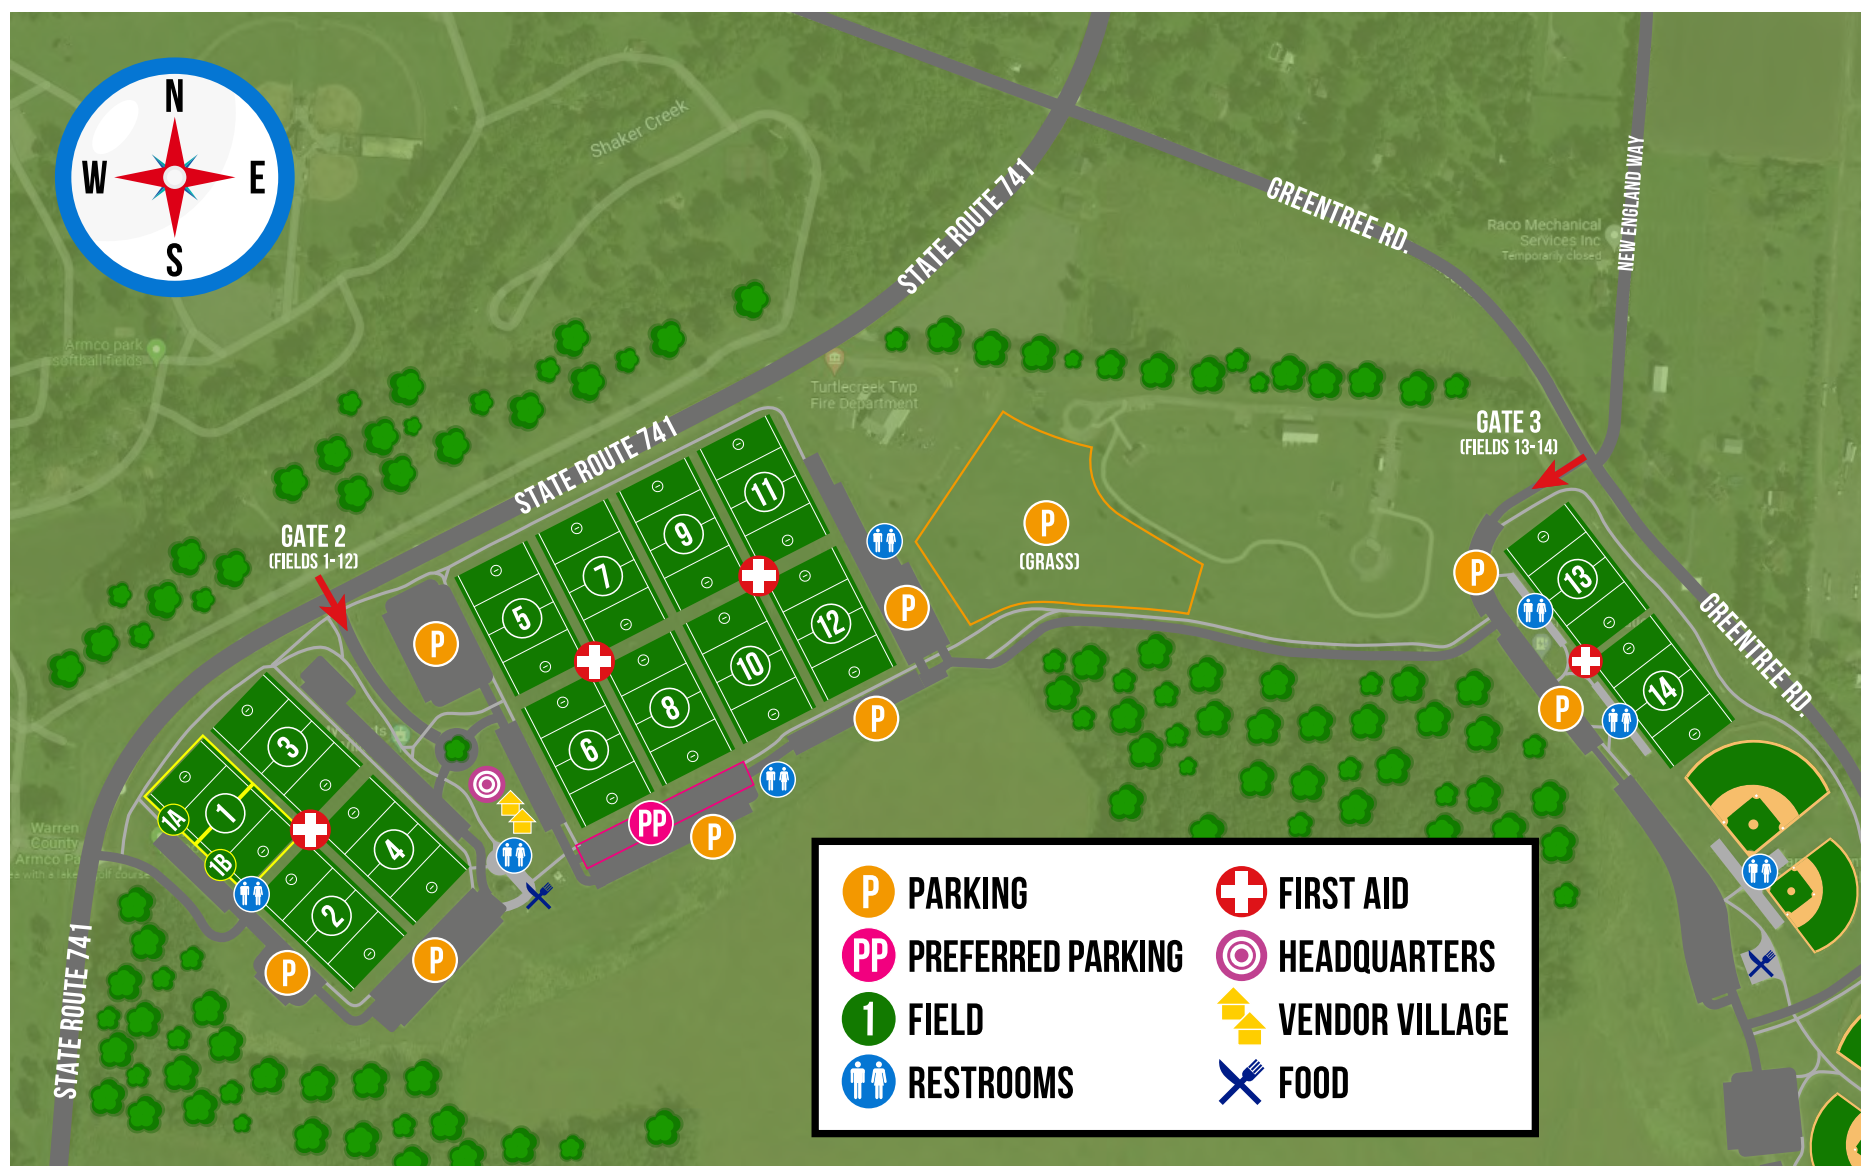 N
W
E
S
Shaker Creek
STATE ROUTE 741
GREENTREE RD.
NEW ENGLAND WAY
Raco Mechanical
Services Inc
Temporarily closed
Armco park
softball fields
Turtlecreek Twp
Fire Department
STATE ROUTE 741
GATE 3
(FIELDS 13-14)
GATE 2
(FIELDS 1-12)
P
(GRASS)
11
9
7
5
12
10
8
6
P
P
P
P
PP
13
14
P
P
GREENTREE RD.
3
1
1A
1B
4
2
P
P
Warren
County
Armco Pa
STATE ROUTE 741
P PARKING
PP PREFERRED PARKING
1 FIELD
RESTROOMS
FIRST AID
HEADQUARTERS
VENDOR VILLAGE
FOOD